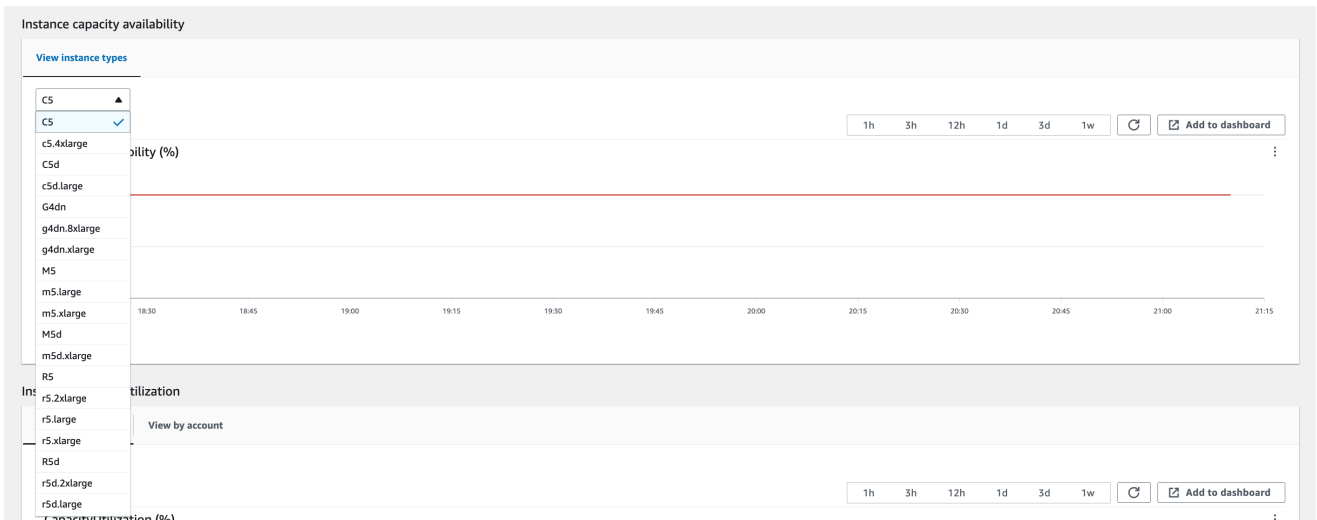 Instance capacity availability
View instance types
C5
C5
c5.4xlarge
C5d
c5d.large
G4dn
g4dn.8xlarge
g4dn.xlarge
M5
m5.large
m5.xlarge
M5d
m5d.xlarge
R5
r5.2xlarge
r5.large
r5.xlarge
R5d
r5d.2xlarge
r5d.large
1h 3h 12h 1d 3d 1w Add to dashboard
bility (%)
18:30 18:45 19:00 19:15 19:30 19:45 20:00 20:15 20:30 20:45 21:00 21:15
Ins tilization
View by account
1h 3h 12h 1d 3d 1w Add to dashboard
CapacityUtilization (%)